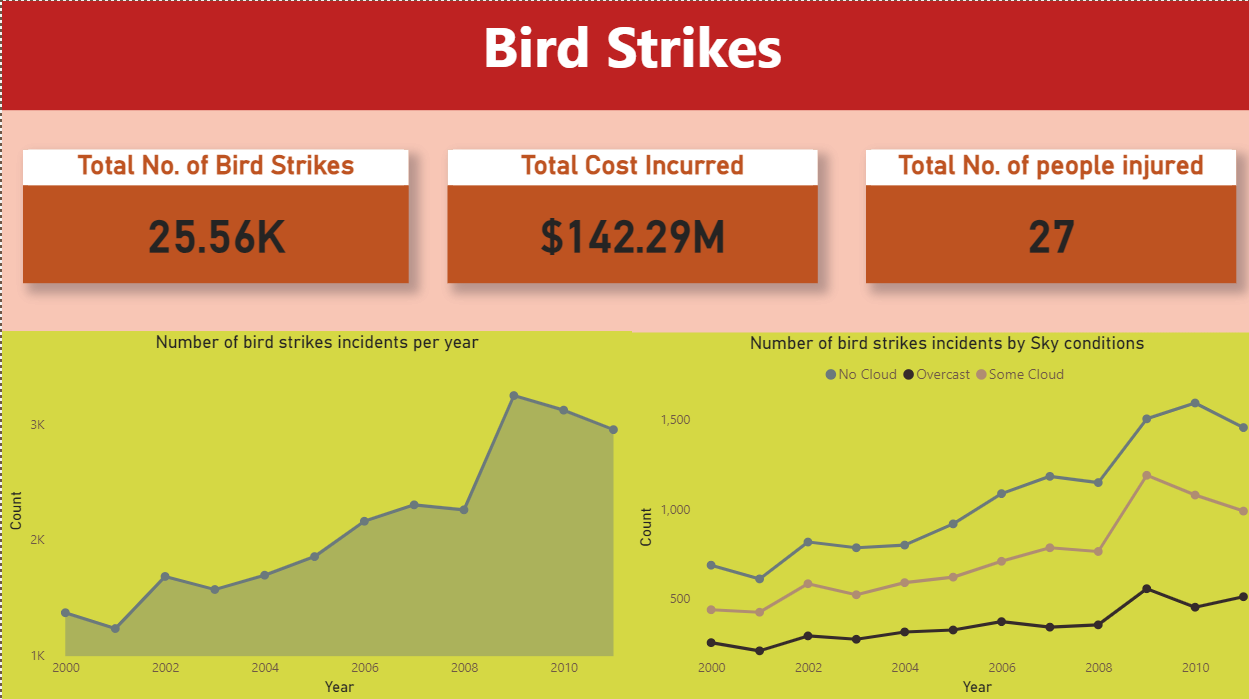 Bird Strikes
Total No. of Bird Strikes
25.56K
Total Cost Incurred
$142.29M
Total No. of people injured
27
Number of bird strikes incidents per year
3K
2K
1K
Count
2000 2002 2004 2006 2008 2010
Year
Number of bird strikes incidents by Sky conditions
No Cloud Overcast Some Cloud
1,500
1,000
500
Count
2000 2002 2004 2006 2008 2010
Year